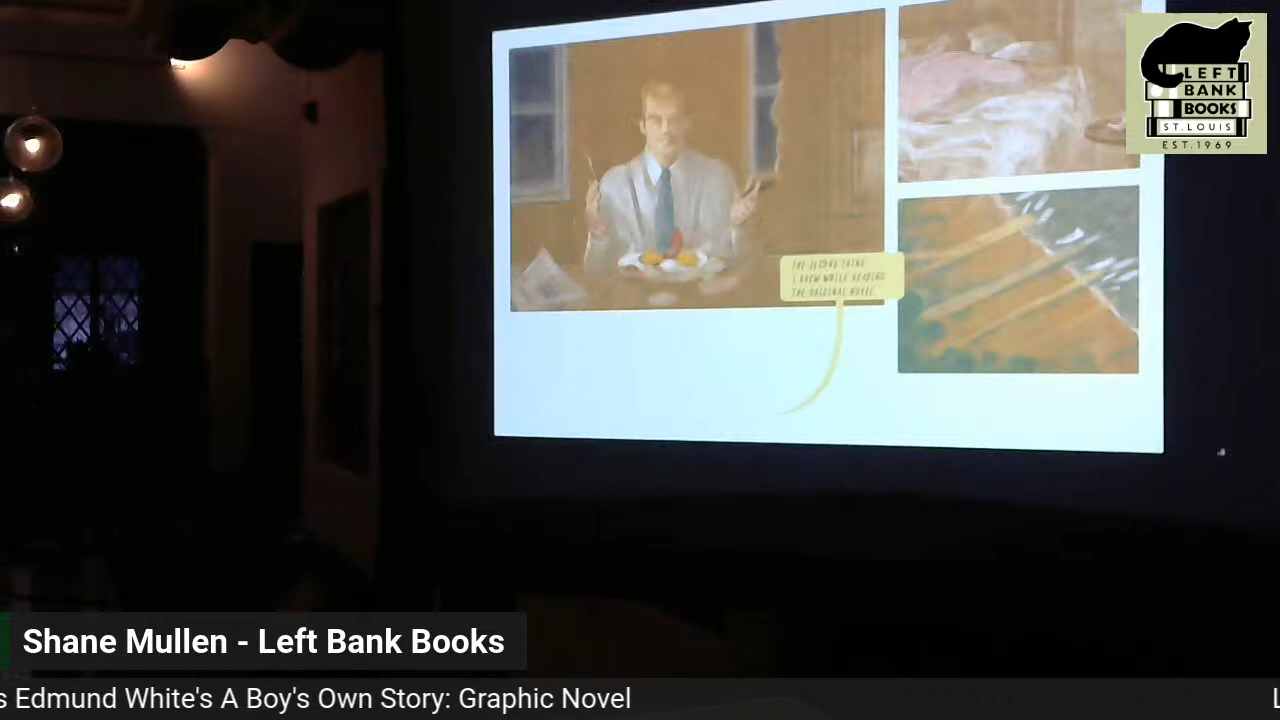 LEFT
BANK
BOOKS
ST. LOUIS
EST. 1969
THE SECOND THING
I DREW WHILE READING
THE ORIGINAL NOVEL
Shane Mullen - Left Bank Books
s Edmund White's A Boy's Own Story: Graphic Novel
L